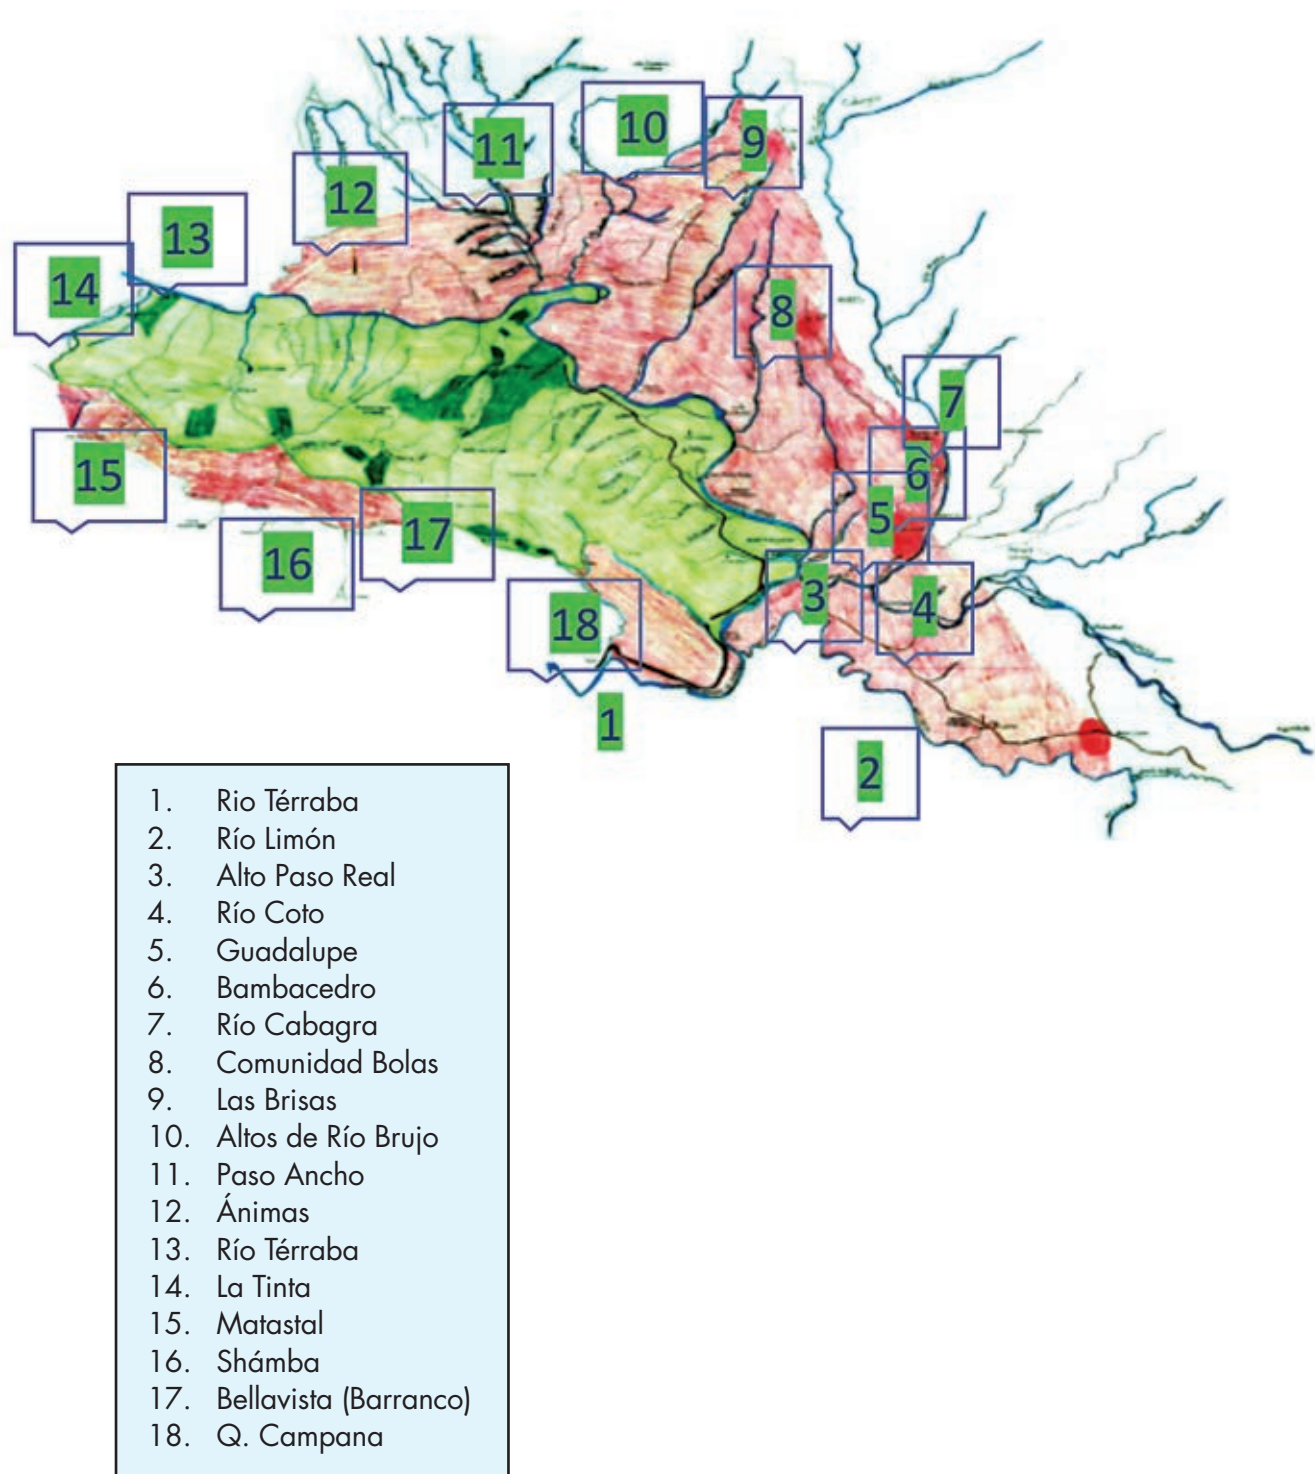 10
9
11
12
13
14
8
7
6
15
5
17
16
3
4
18
1
2
1. Rio Térraba
2. Río Limón
3. Alto Paso Real
4. Río Coto
5. Guadalupe
6. Bambacedro
7. Río Cabagra
8. Comunidad Bolas
9. Las Brisas
10. Altos de Río Brujo
11. Paso Ancho
12. Ánimas
13. Río Térraba
14. La Tinta
15. Matastal
16. Shámba
17. Bellavista (Barranco)
18. Q. Campana